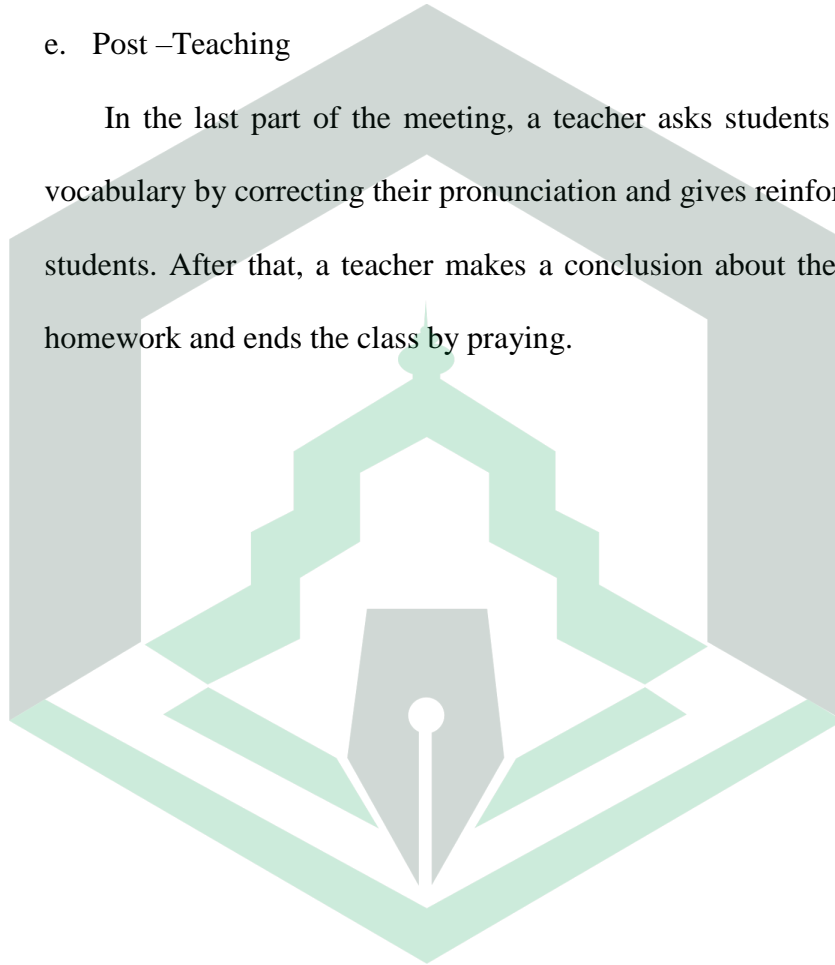 e. Post –Teaching
In the last part of the meeting, a teacher asks students
vocabulary by correcting their pronunciation and gives
students. After that, a teacher makes a conclusion about the
homework and ends the class by praying.